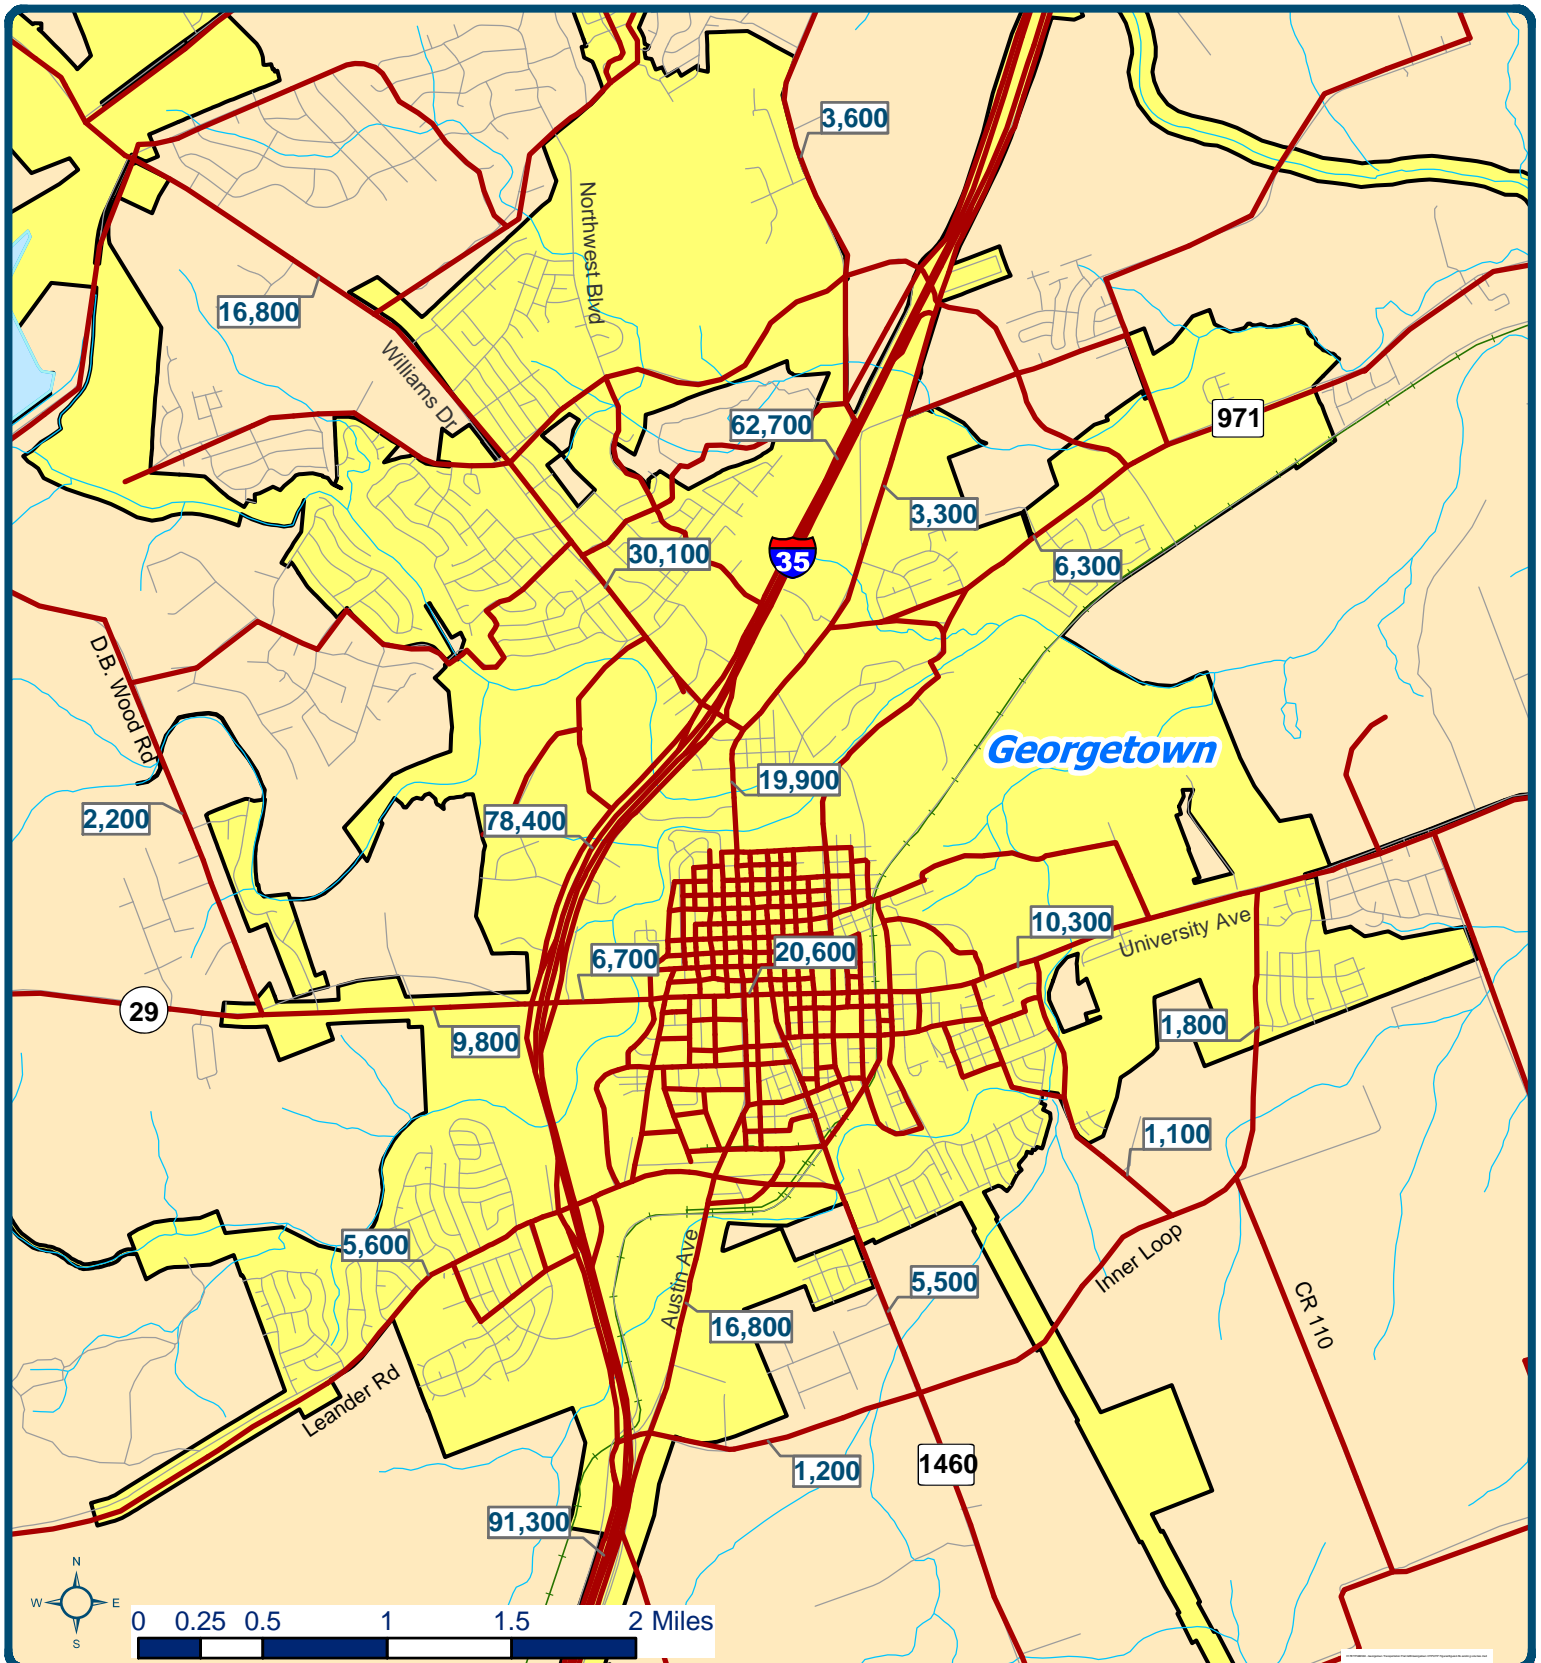 3,600
Northwest Blvd
16,800
Williams Dr
62,700
971
3,300
30,100
35
6,300
D.B. Wood Rd
Georgetown
19,900
2,200
78,400
10,300
University Ave
6,700
20,600
29
9,800
1,800
1,100
5,600
Austin Ave
Inner Loop
5,500
CR 110
16,800
Leander Rd
1,200
1460
91,300
N
W E
S
0 0.25 0.5 1 1.5 2 Miles